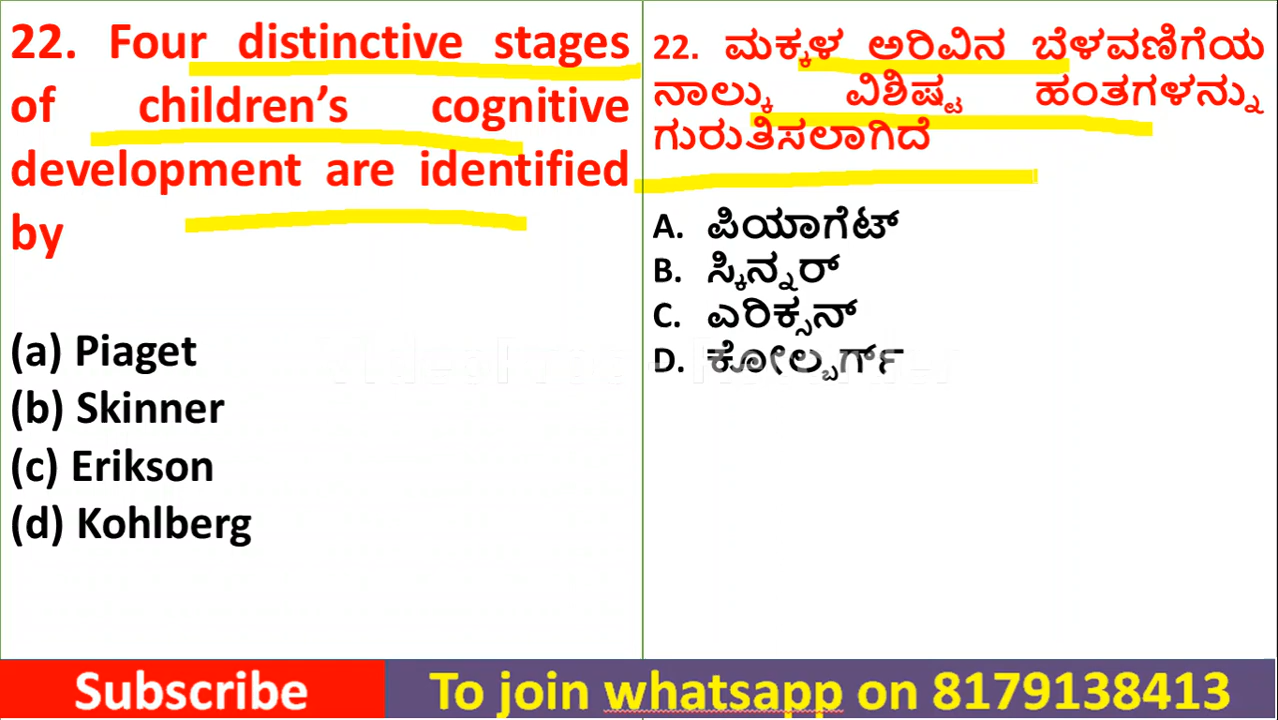 22. Four distinctive stages
of children's cognitive
development are identified
by
(a) Piaget
(b) Skinner
(c) Erikson
(d) Kohlberg
22. ಮಕ್ಕಳ ಅರಿವಿನ ಬೆಳವಣಿಗೆಯ
ನಾಲ್ಕು ವಿಶಿಷ್ಟ ಹಂತಗಳನ್ನು
ಗುರುತಿಸಲಾಗಿದೆ
A. ಪಿಯಾಗೆಟ್
B. ಸ್ಕಿನ್ನರ್
C. ಎರಿಕ್ಸನ್
D. ಕೋಲ್ಬರ್ಗ್
Subscribe
To join whatsapp on 8179138413